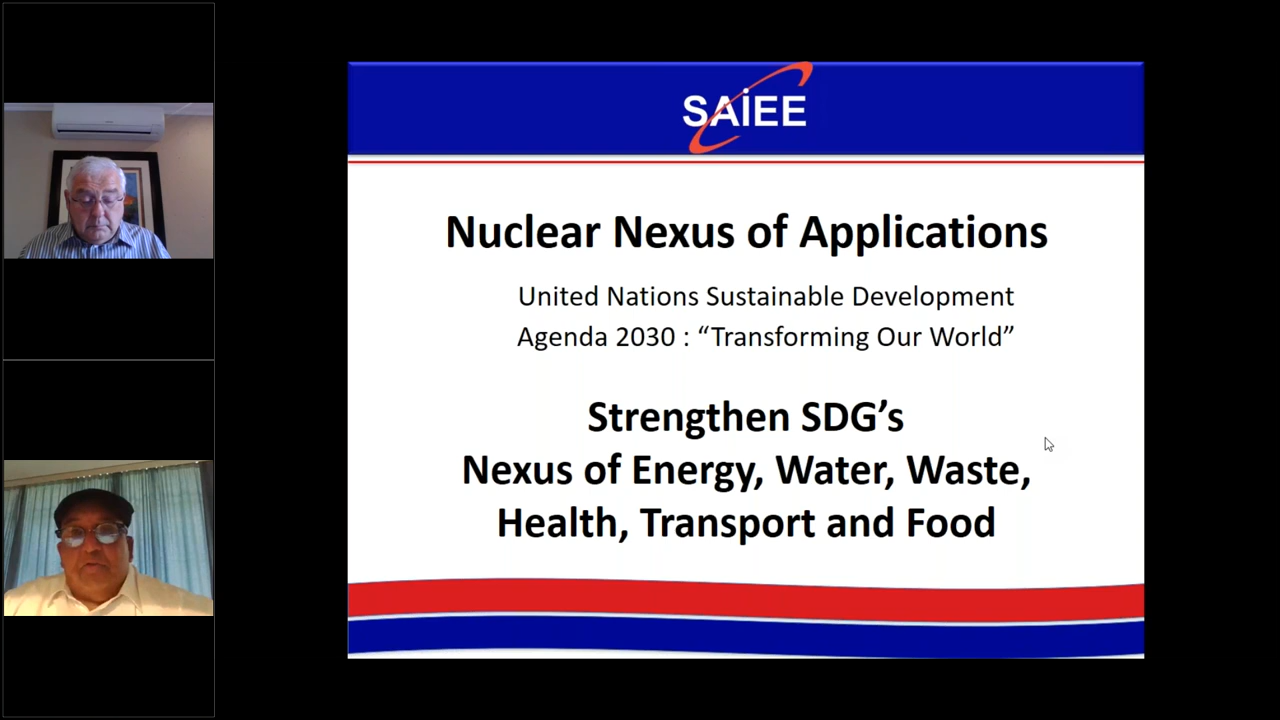 SAiEE
Nuclear Nexus of Applications
United Nations Sustainable Development
Agenda 2030 : “Transforming Our World”
Strengthen SDG’s
Nexus of Energy, Water, Waste,
Health, Transport and Food